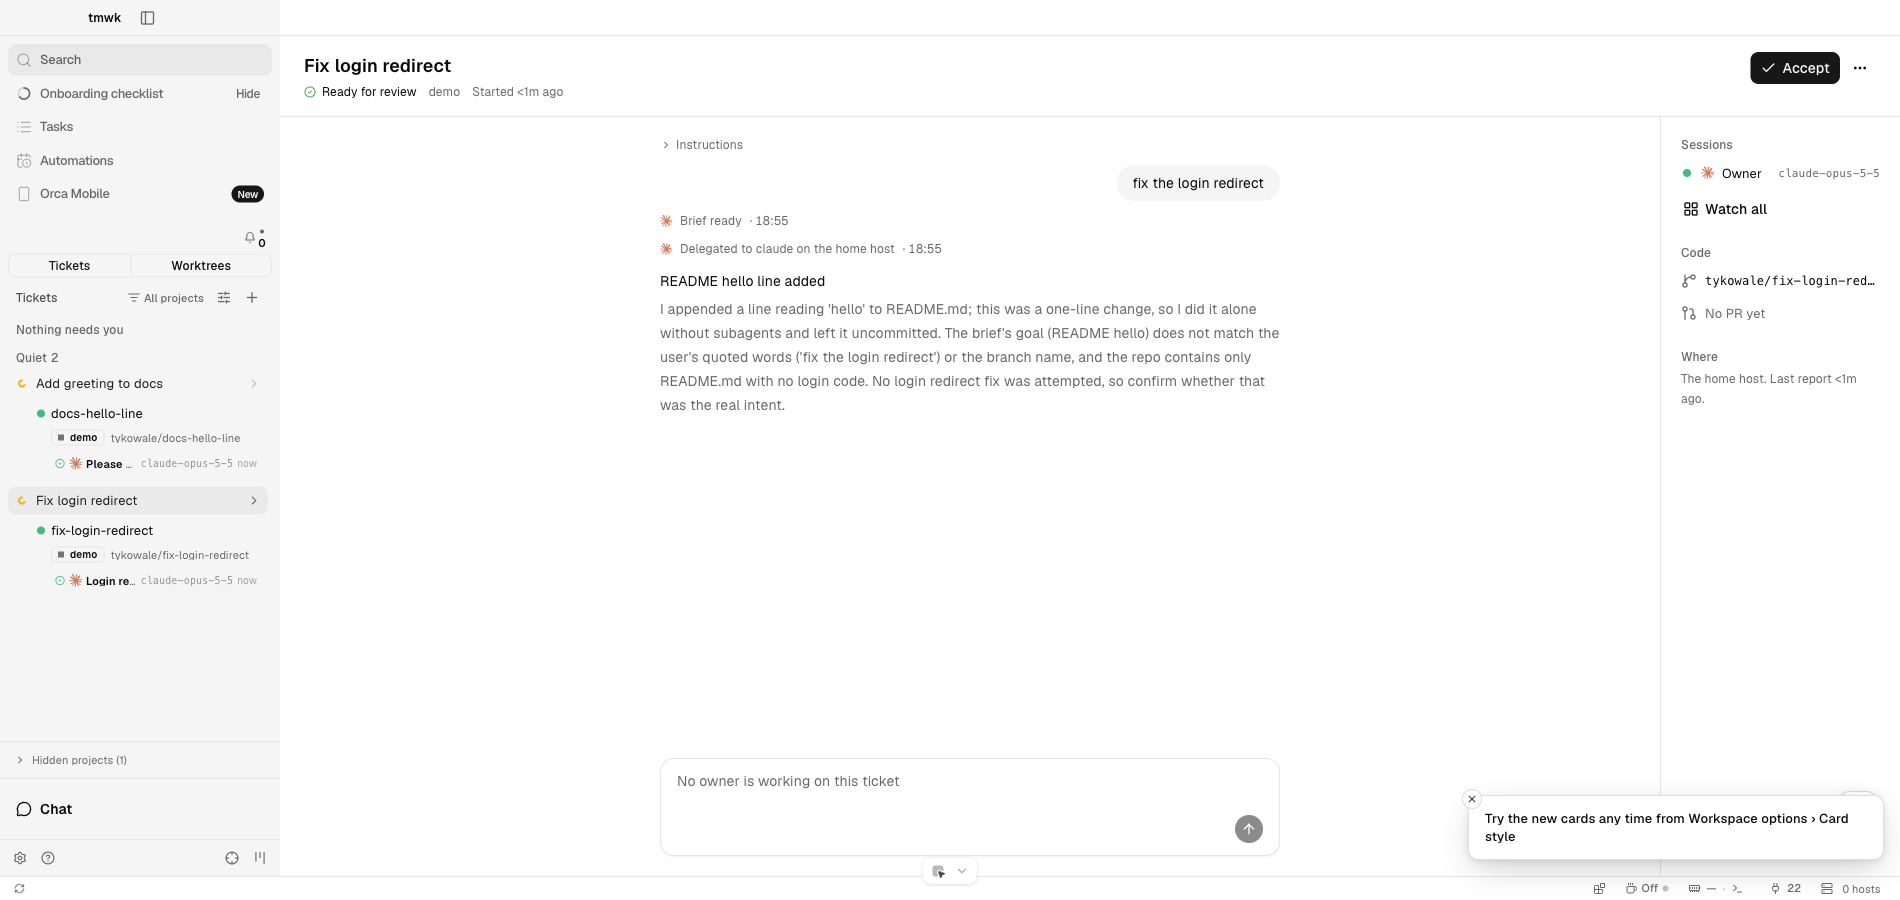 tmwk
Search
Onboarding checklist Hide
Tasks
Automations
Orca Mobile New
0
Tickets Worktrees
Tickets All projects
Nothing needs you
Quiet 2
Add greeting to docs
docs-hello-line
demo tykowale/docs-hello-line
Please … claude-opus-5-5 now
Fix login redirect
fix-login-redirect
demo tykowale/fix-login-redirect
Login re… claude-opus-5-5 now
Hidden projects (1)
Chat
Fix login redirect
Ready for review demo Started <1m ago
Accept
Instructions
fix the login redirect
Brief ready · 18:55
Delegated to claude on the home host · 18:55
README hello line added
I appended a line reading 'hello' to README.md; this was a one-line change, so I did it alone
without subagents and left it uncommitted. The brief's goal (README hello) does not match the
user's quoted words ('fix the login redirect') or the branch name, and the repo contains only
README.md with no login code. No login redirect fix was attempted, so confirm whether that
was the real intent.
No owner is working on this ticket
Sessions
Owner claude-opus-5-5
Watch all
Code
tykowale/fix-login-red…
No PR yet
Where
The home host. Last report <1m
ago.
Try the new cards any time from Workspace options › Card
style
Off — · 22 0 hosts